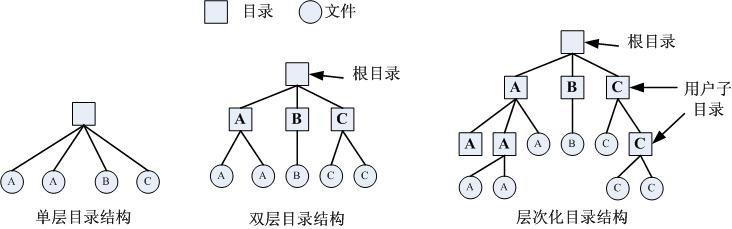 目录 文件
根目录
A B C
A A B C C
A A B C
单层目录结构
双层目录结构
根目录
A B C
用户子
目录
A A A B C C
A A C C
层次化目录结构